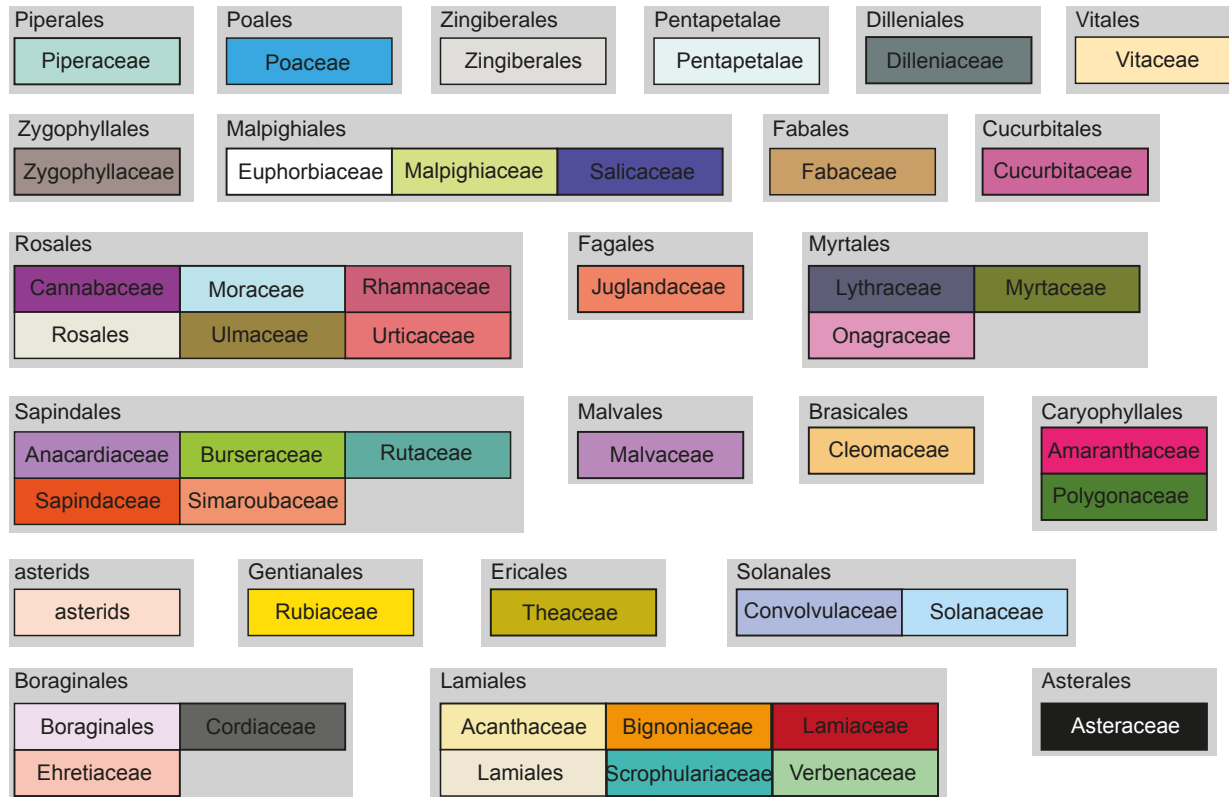 Piperales Poales Zingiberales Pentapetalae Dilleniales Vitales
Piperaceae Poaceae Zingiberales Pentapetalae Dilleniaceae Vitaceae
Zygophyllales Malpighiales Fabales Cucurbitales
Zygophyllaceae Euphorbiaceae Malpighiaceae Salicaceae Fabaceae Cucurbitaceae
Rosales Fagales Myrtales
Cannabaceae Moraceae Rhamnaceae Juglandaceae Lythraceae Myrtaceae
Rosales Ulmaceae Urticaceae Onagraceae
Sapindales Malvales Brasicales Caryophyllales
Anacardiaceae Burseraceae Rutaceae Malvaceae Cleomaceae Amaranthaceae
Sapindaceae Simaroubaceae Polygonaceae
asterids Gentianales Ericales Solanales
asterids Rubiaceae Theaceae Convolvulaceae Solanaceae
Boraginales Lamiales Asterales
Boraginales Cordiaceae Acanthaceae Bignoniaceae Lamiaceae Asteraceae
Ehretiaceae Lamiales Scrophulariaceae Verbenaceae